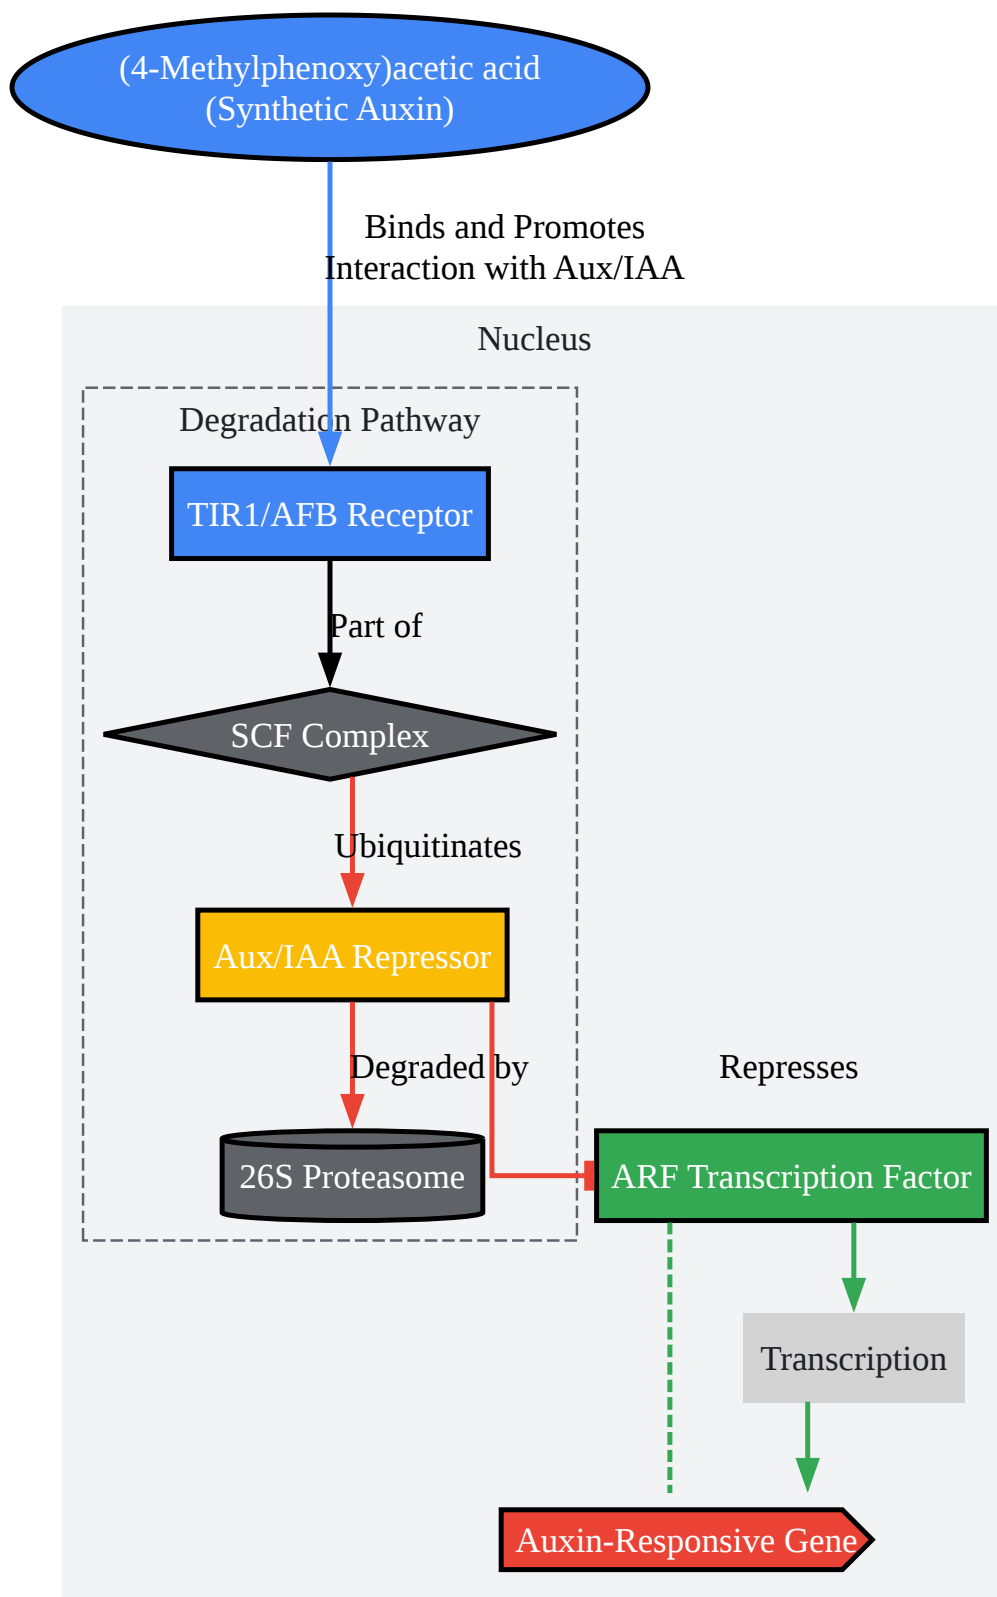 (4-Methylphenoxy)acetic acid
(Synthetic Auxin)
Binds and Promotes
Interaction with Aux/IAA
Nucleus
Degradation Pathway
TIR1/AFB Receptor
Part of
SCF Complex
Ubiquitinates
Aux/IAA Repressor
Degraded by
Represses
26S Proteasome
ARF Transcription Factor
Transcription
Auxin-Responsive Gene